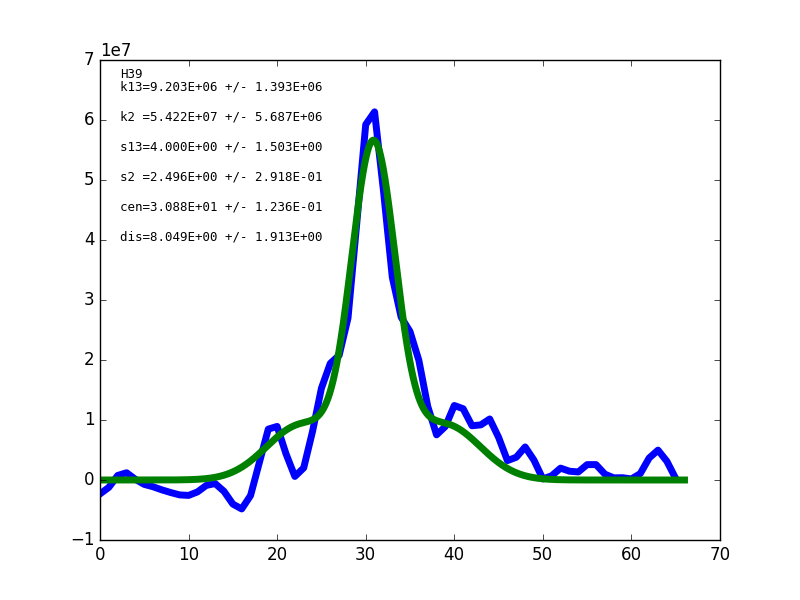 1e7
H39
k13=9.203E+06 +/- 1.393E+06
k2 =5.422E+07 +/- 5.687E+06
s13=4.000E+00 +/- 1.503E+00
s2 =2.496E+00 +/- 2.918E-01
cen=3.088E+01 +/- 1.236E-01
dis=8.049E+00 +/- 1.913E+00
7
6
5
4
3
2
1
0
−1
0 10 20 30 40 50 60 70